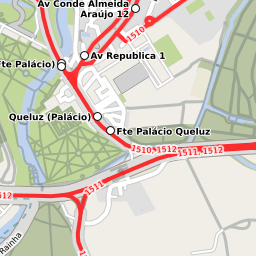 Av Conde Almeida
Araújo 12
1510
Av Republica 1
Fte Palácio)
Queluz (Palácio)
Fte Palácio Queluz
1510, 1512
1511, 1512
1511
1512
Rainha